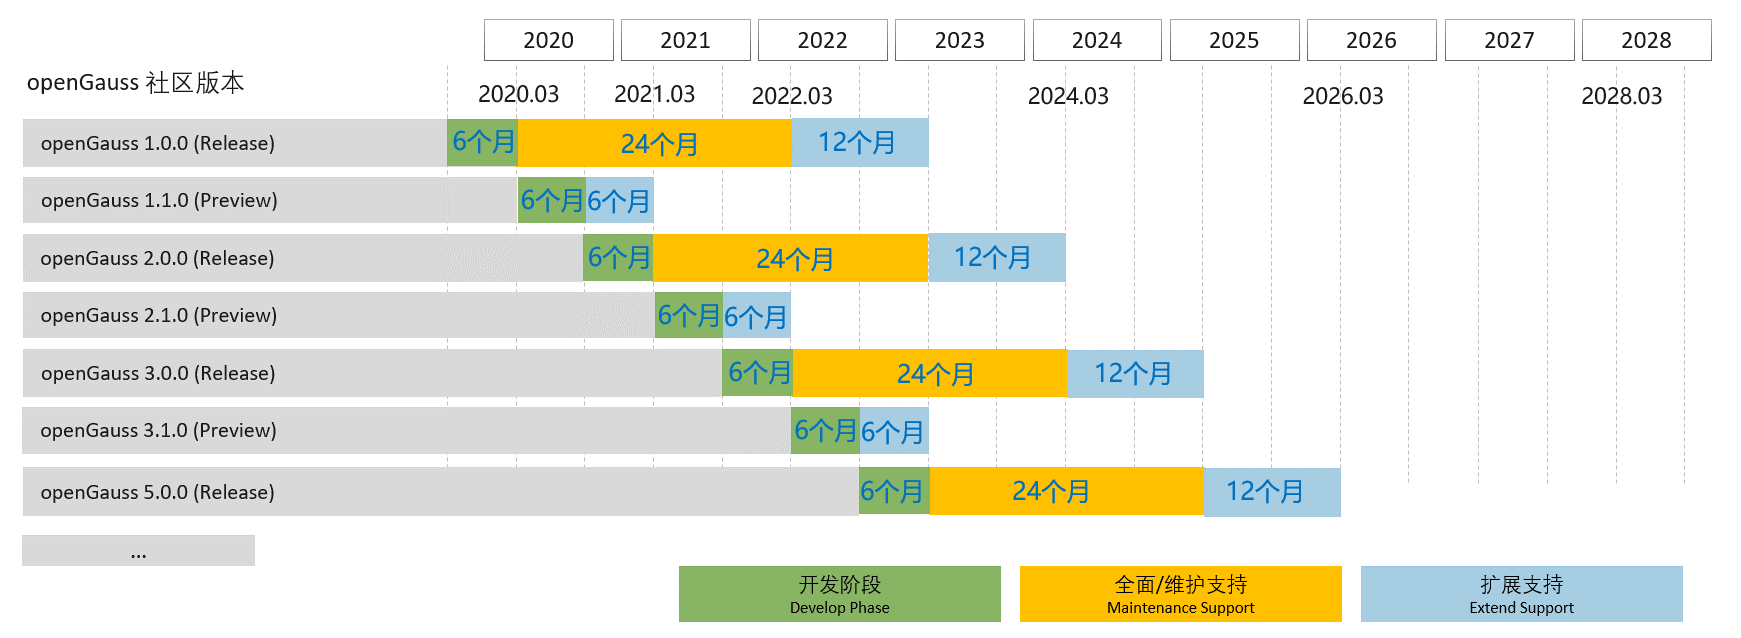 2020 2021 2022 2023 2024 2025 2026 2027 2028
openGauss 社区版本
2020.03 2021.03 2022.03 2024.03 2026.03 2028.03
openGauss 1.0.0 (Release) 6个月 24个月 12个月
openGauss 1.1.0 (Preview) 6个月 6个月
openGauss 2.0.0 (Release) 6个月 24个月 12个月
openGauss 2.1.0 (Preview) 6个月 6个月
openGauss 3.0.0 (Release) 6个月 24个月 12个月
openGauss 3.1.0 (Preview) 6个月 6个月
openGauss 5.0.0 (Release) 6个月 24个月 12个月
...
开发阶段 全面/维护支持 扩展支持
Develop Phase Maintenance Support Extend Support